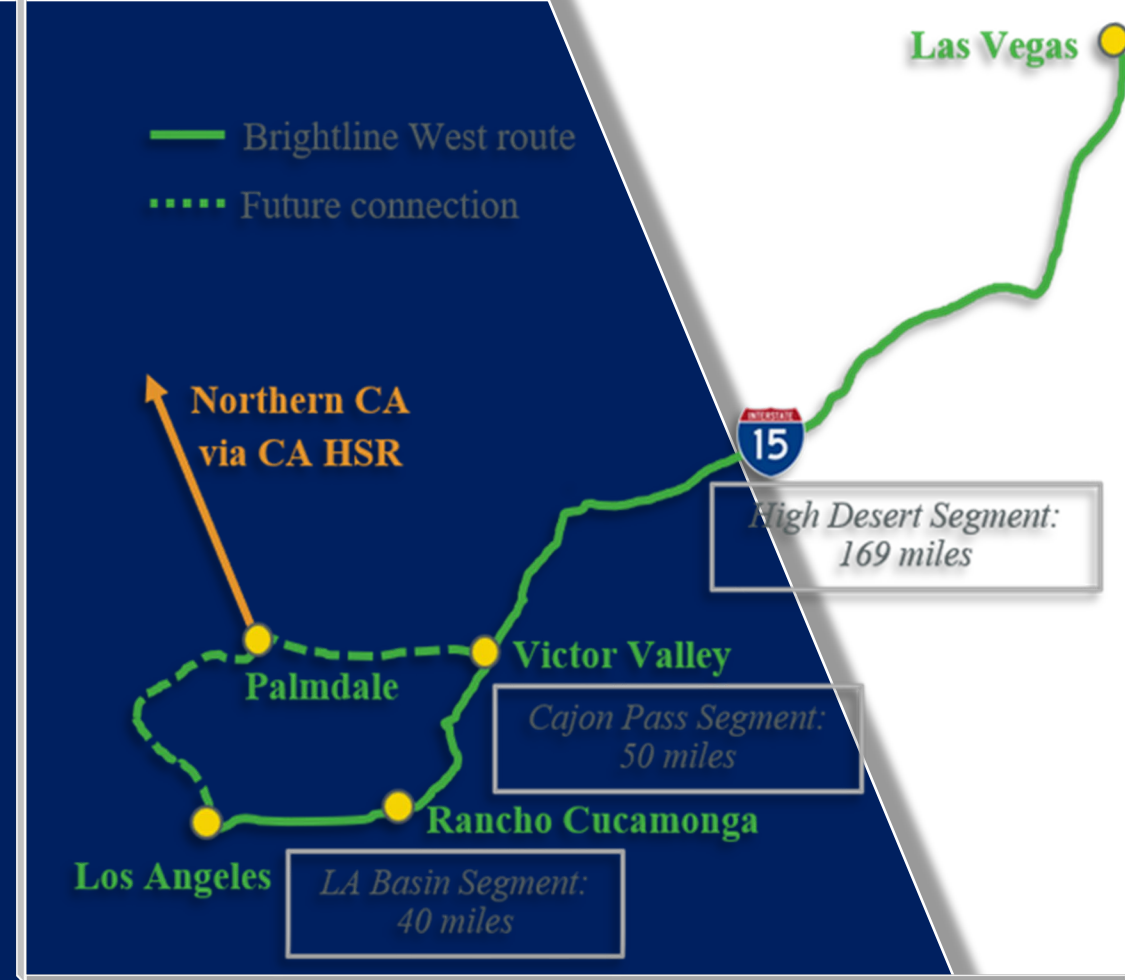 Las Vegas
Brightline West route
Future connection
Northern CA
via CA HSR
INTERSTATE
15
High Desert Segment:
169 miles
Victor Valley
Palmdale
Cajon Pass Segment:
50 miles
Rancho Cucamonga
Los Angeles
LA Basin Segment:
40 miles